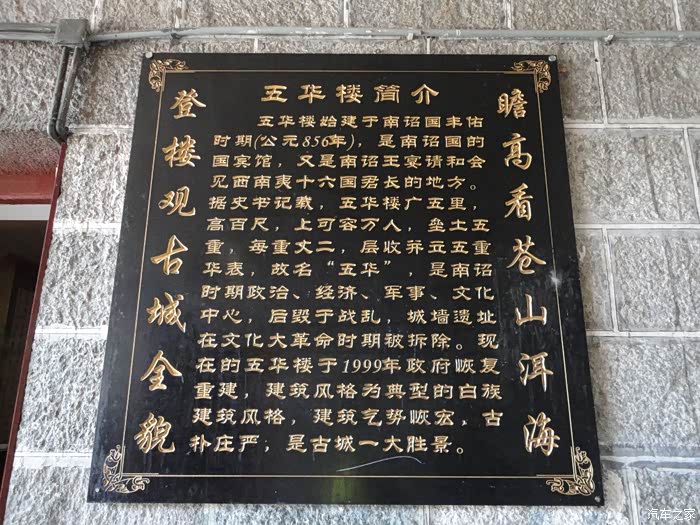 五华楼简介
五华楼始建于南诏国丰佑
时期(公元856年)，是南诏国的
国宾馆，又是南诏王宴请和会
见西南夷十六国君长的地方。
据史书记载，五华楼广五里，
高百尺，上可容万人，垒土五
重，每重丈二，层收养元五重
华表，故名“五华”，是南诏
时期政治、经济、军事、文化
中心，后毁于战乱，城墙遗址
在文化大革命时期被拆除。现
在的五华楼于1999年政府恢复
重建，建筑风格为典型的白族
建筑风格，建筑气势恢宏，古
朴庄严；是古城一大胜景。
登楼观古城全貌
瞻高看苍山洱海
汽车之家